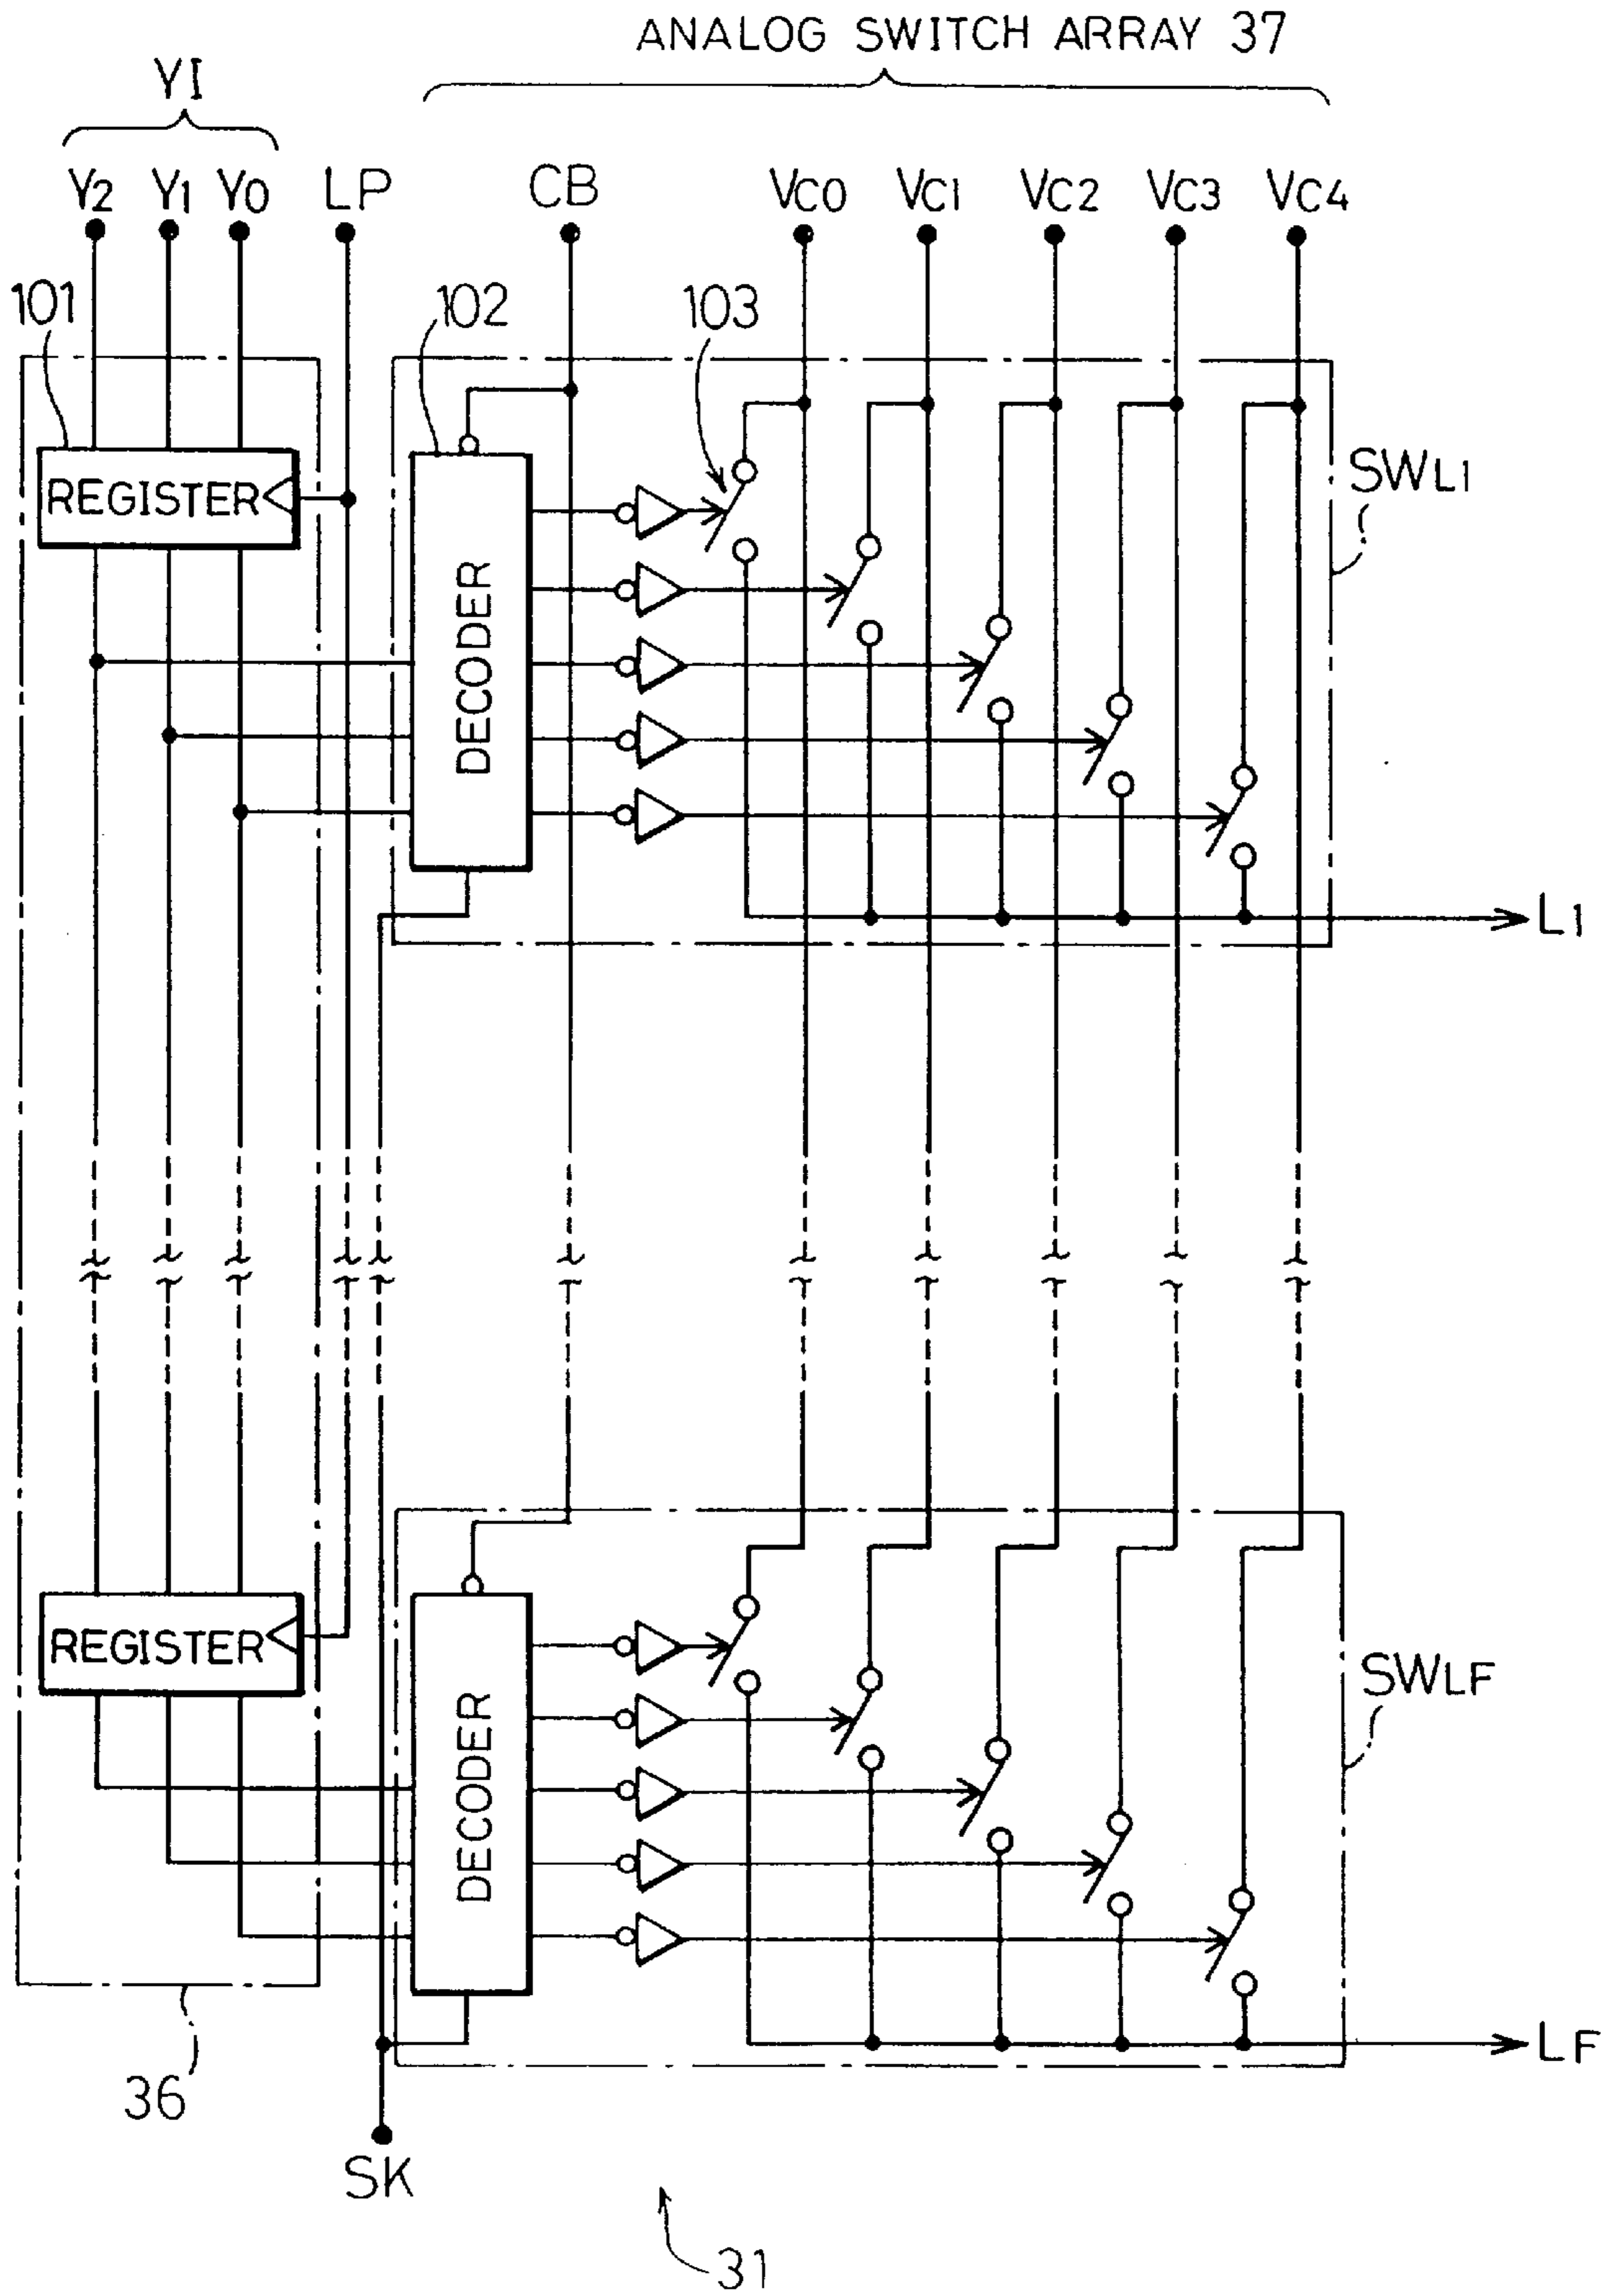 ANALOG SWITCH ARRAY 37
YI
Y2 Y1 Y0 LP CB VC0 VC1 VC2 VC3 VC4
101 102 103
REGISTER
DECODER
SWL1
L1
REGISTER
DECODER
SWLF
LF
36
SK
31